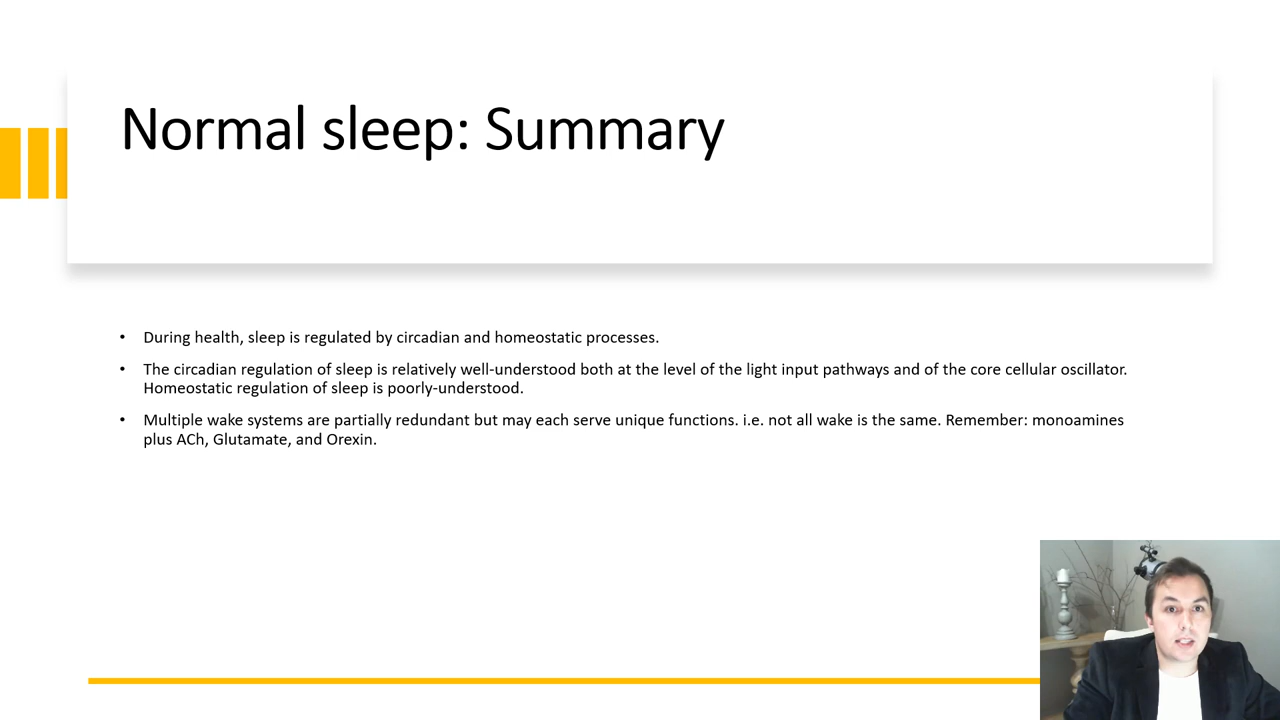 Normal sleep: Summary
• During health, sleep is regulated by circadian and homeostatic processes.
• The circadian regulation of sleep is relatively well-understood both at the level of the light input pathways and of the core cellular oscillator.
Homeostatic regulation of sleep is poorly-understood.
• Multiple wake systems are partially redundant but may each serve unique functions. i.e. not all wake is the same. Remember: monoamines
plus ACh, Glutamate, and Orexin.